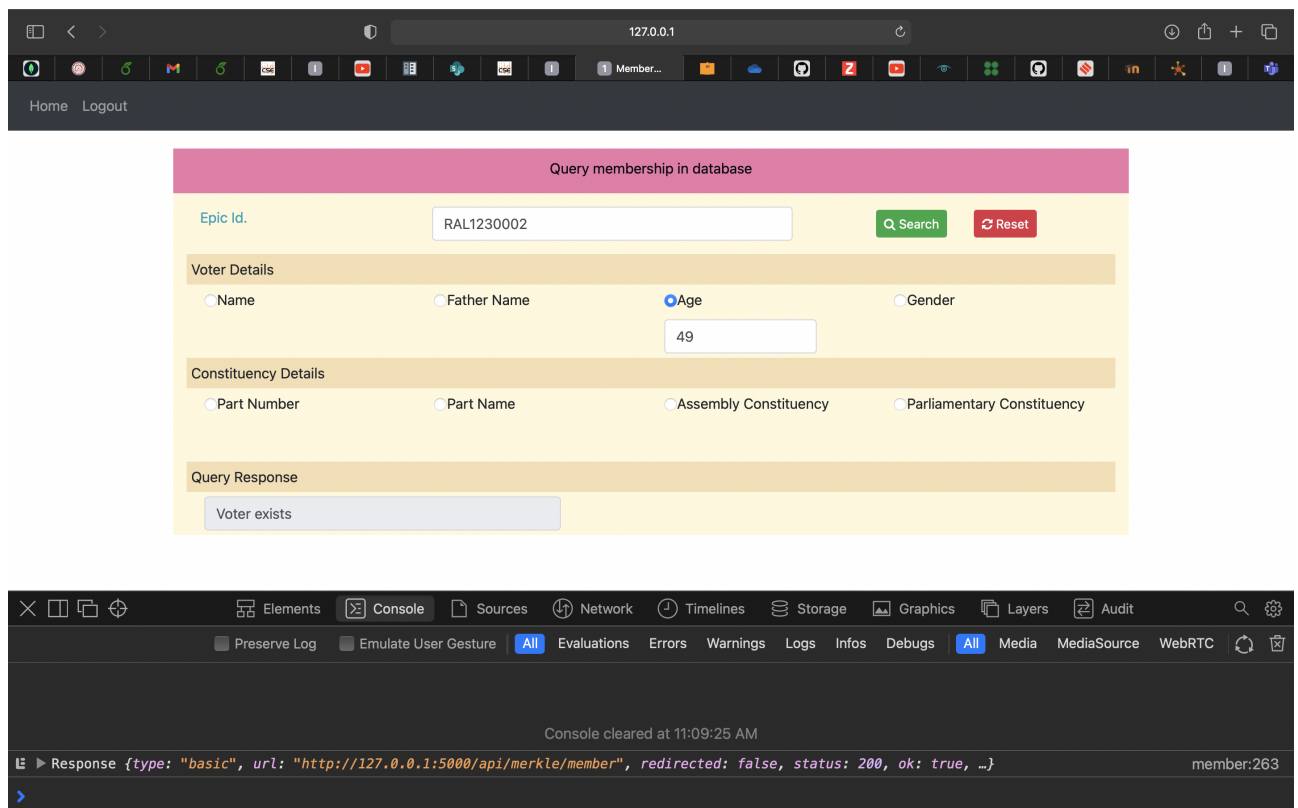 127.0.0.1
CSE CSE 1 Member... Z in
Home Logout
Query membership in database
Epic Id. RAL1230002 Search Reset
Voter Details
Name Father Name Age Gender
49
Constituency Details
Part Number Part Name Assembly Constituency Parliamentary Constituency
Query Response
Voter exists
Elements Console Sources Network Timelines Storage Graphics Layers Audit
Preserve Log Emulate User Gesture All Evaluations Errors Warnings Logs Infos Debugs All Media MediaSource WebRTC
Console cleared at 11:09:25 AM
E Response {type: "basic", url: "http://127.0.0.1:5000/api/merkle/member", redirected: false, status: 200, ok: true, …} member:263